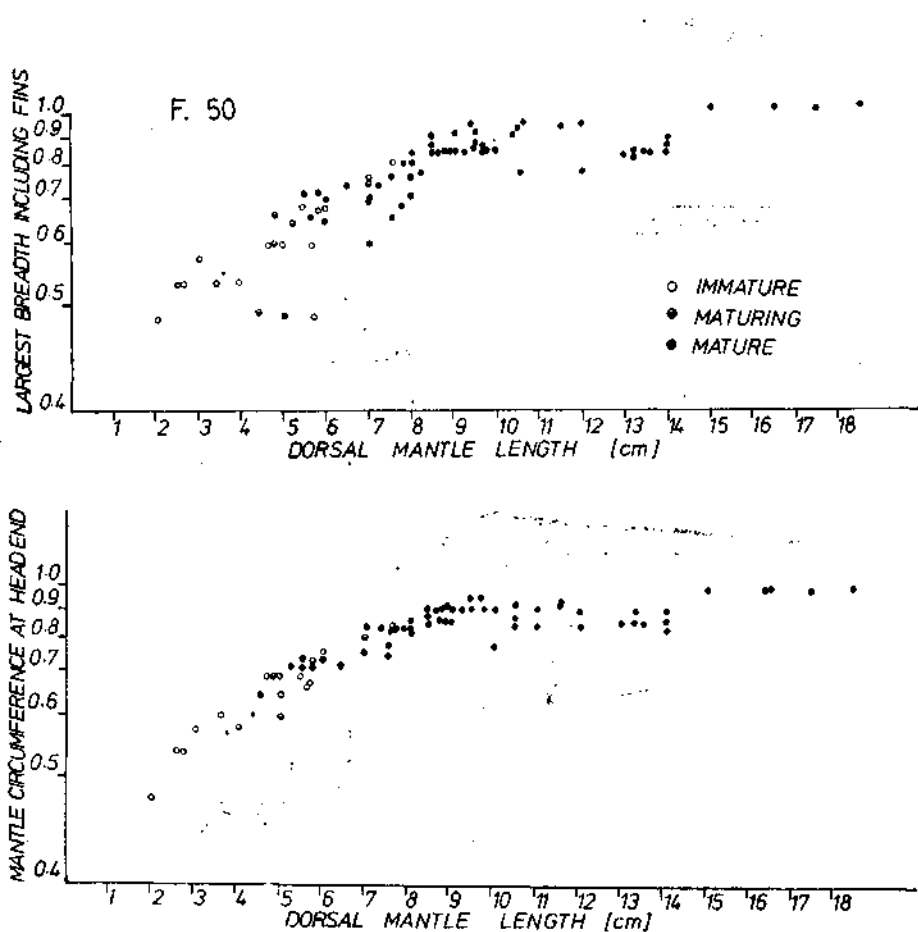 F. 50
LARGEST BREADTH INCLUDING FINS
1.0
0.9
0.8
0.7
0.6
0.5
0.4
IMMATURE
MATURING
MATURE
1 2 3 4 5 6 7 8 9 10 11 12 13 14 15 16 17 18
DORSAL MANTLE LENGTH [cm]
MANTLE CIRCUMFERENCE AT HEAD END
1.0
0.9
0.8
0.7
0.6
0.5
0.4
1 2 3 4 5 6 7 8 9 10 11 12 13 14 15 16 17 18
DORSAL MANTLE LENGTH [cm]